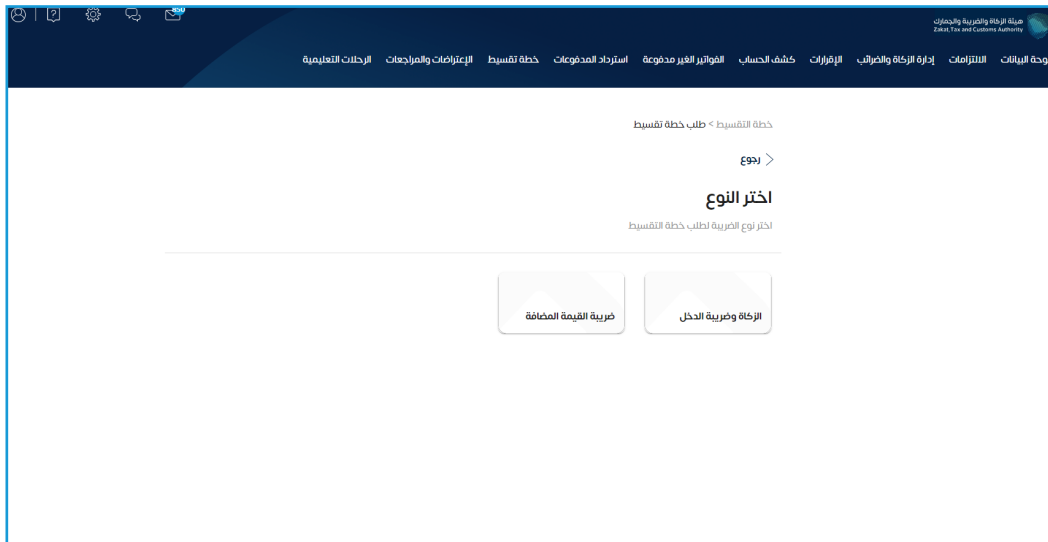 450
هيئة الزكاة والضريبة والجمارك
Zakat, Tax and Customs Authority
لوحة البيانات الالتزامات إدارة الزكاة والضرائب الإقرارات كشف الحساب الفواتير الغير مدفوعة استرداد المدفوعات خطة تقسيط الإعتراضات والمراجعات الرحلات التعليمية
خطة التقسيط > طلب خطة تقسيط
رجوع
اختر النوع
اختر نوع الضريبة لطلب خطة التقسيط
الزكاة وضريبة الدخل
ضريبة القيمة المضافة